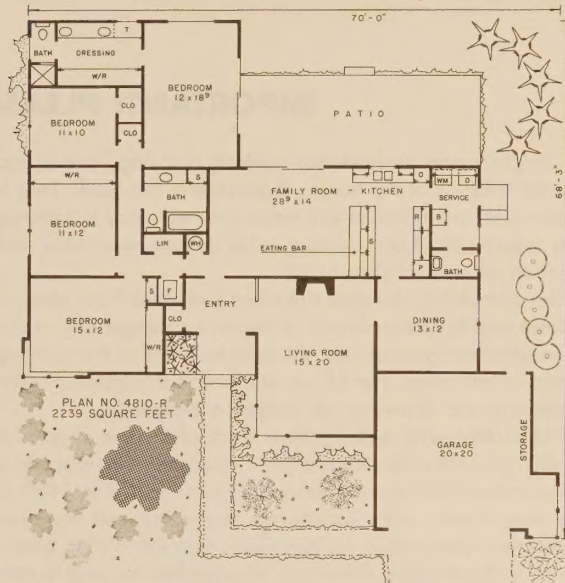 70'-0"
BATH
DRESSING
T
W/R
BEDROOM
12 x 18⁹
CLO
BEDROOM
11 x 10
CLO
PATIO
W/R
BEDROOM
11 x 12
S
BATH
LIN
WH
FAMILY ROOM - KITCHEN
28⁹ x 14
EATING BAR
S
O
R
P
WM
D
SERVICE
B
BATH
68'-3"
BEDROOM
15 x 12
S
F
CLO
W/R
ENTRY
LIVING ROOM
15 x 20
DINING
13 x 12
PLAN NO. 4810-R
2239 SQUARE FEET
GARAGE
20 x 20
STORAGE